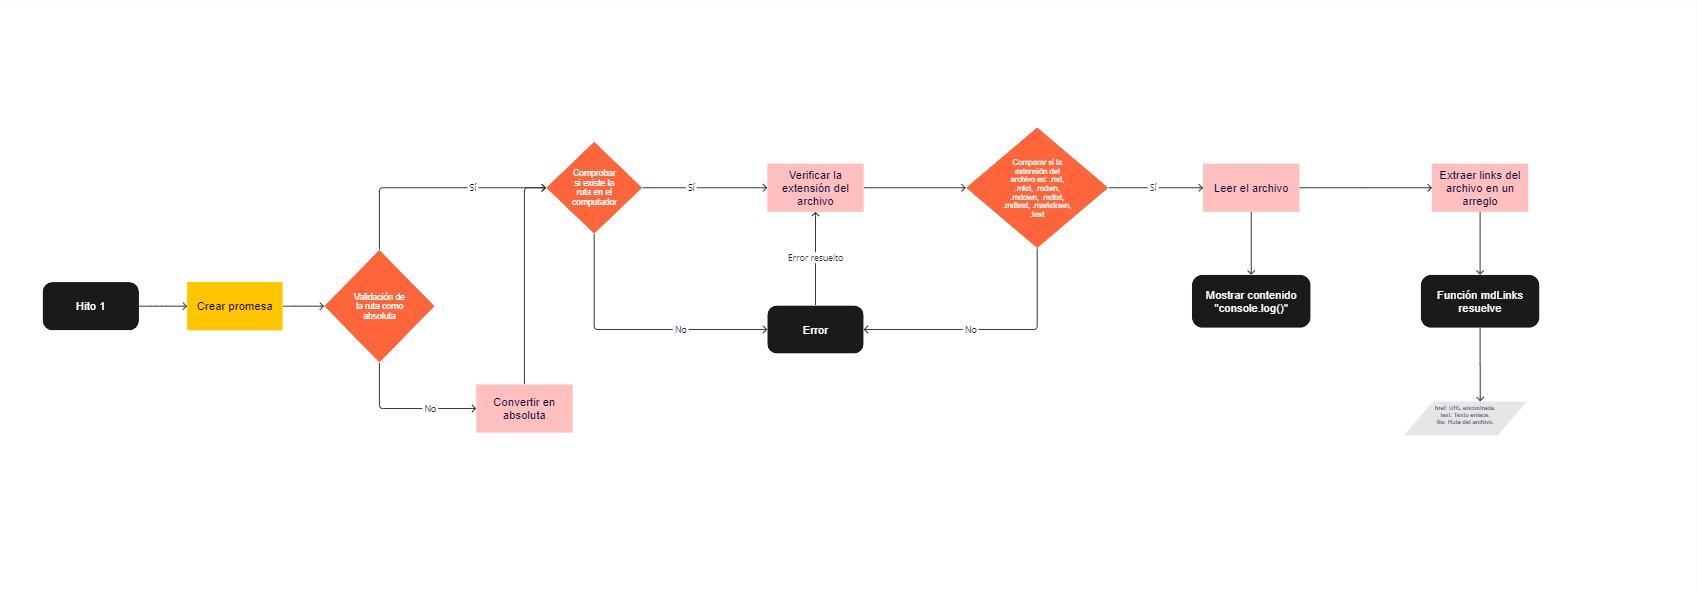 Hito 1
Crear promesa
Validación de
la ruta como
absoluta
Sí
No
Convertir en
absoluta
Comprobar
si existe la
ruta en el
computador
Sí
No
Verificar la
extensión del
archivo
Error resuelto
Error
No
Comparar si la
extensión del
archivo es: .md,
.mkd, .mdwn,
.mdown, .mdtxt,
.mdtext, .markdown,
.text
Sí
Leer el archivo
Mostrar contenido
"console.log()"
Extraer links del
archivo en un
arreglo
Función mdLinks
resuelve
href: URL encontrada.
text: Texto enlace.
file: Ruta del archivo.